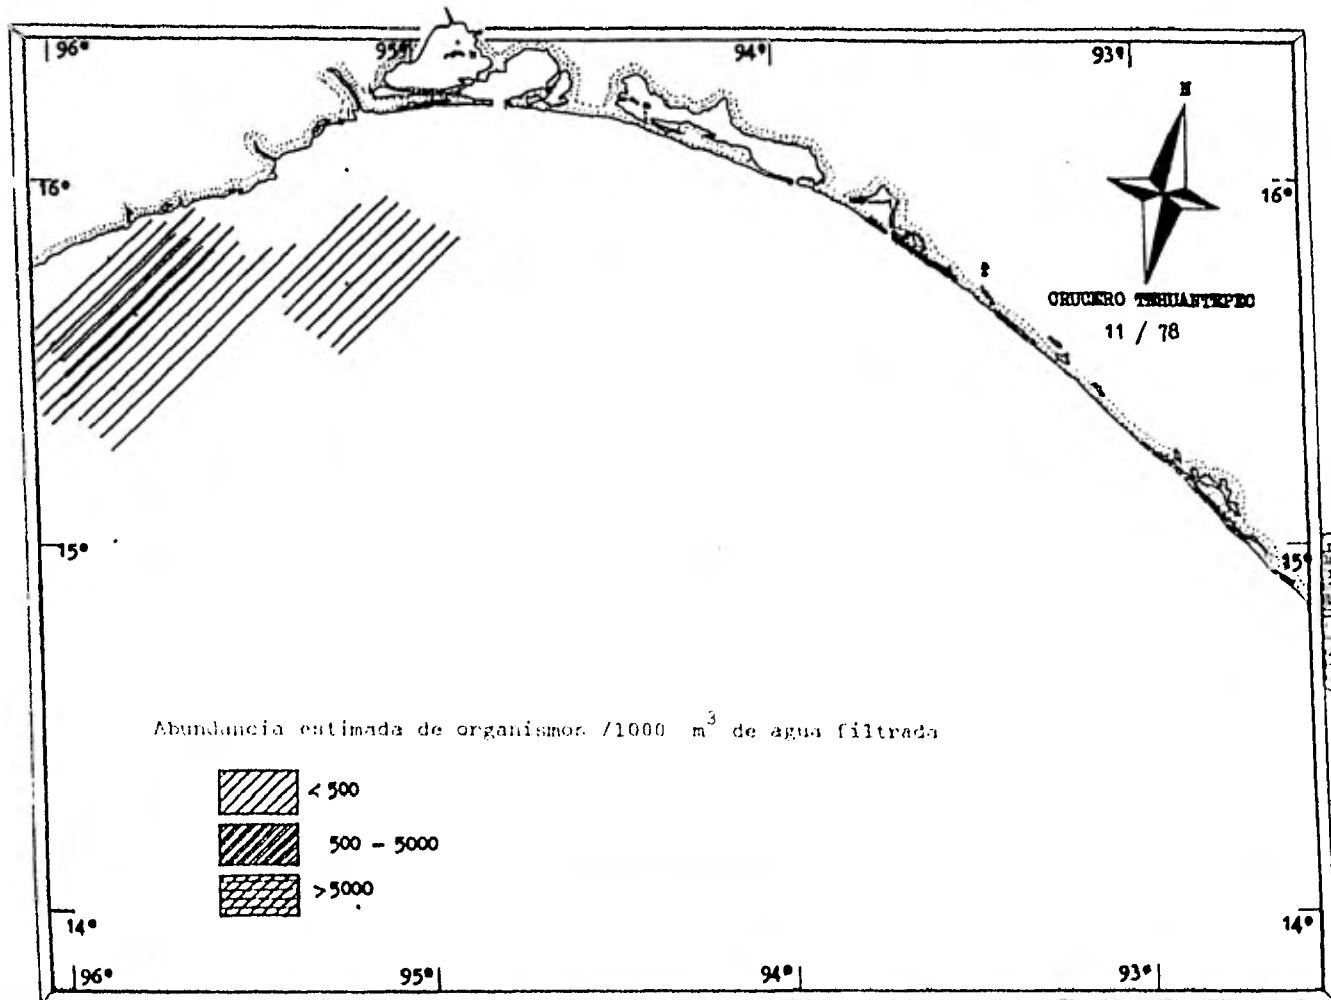 96° 95° 94° 93°
N
16° 16°
CRUCERO TEHUANTEPEC
11 / 78
15° 15°
Abundancia estimada de organismos /1000 m³ de agua filtrada
< 500
500 - 5000
>5000
14° 14°
96° 95° 94° 93°